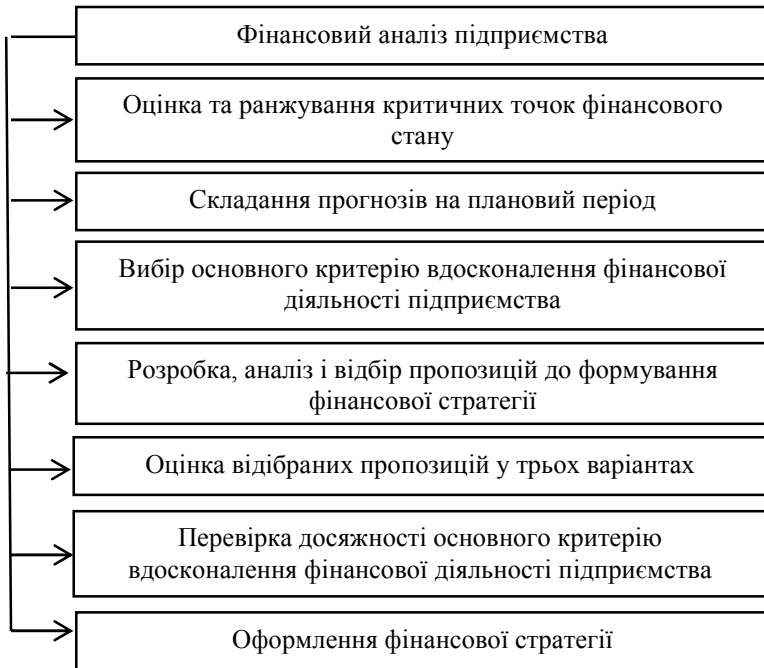 Фінансовий аналіз підприємства
Оцінка та ранжування критичних точок фінансового
стану
Складання прогнозів на плановий період
Вибір основного критерію вдосконалення фінансової
діяльності підприємства
Розробка, аналіз і відбір пропозицій до формування
фінансової стратегії
Оцінка відібраних пропозицій у трьох варіантах
Перевірка досяжності основного критерію
вдосконалення фінансової діяльності підприємства
Оформлення фінансової стратегії